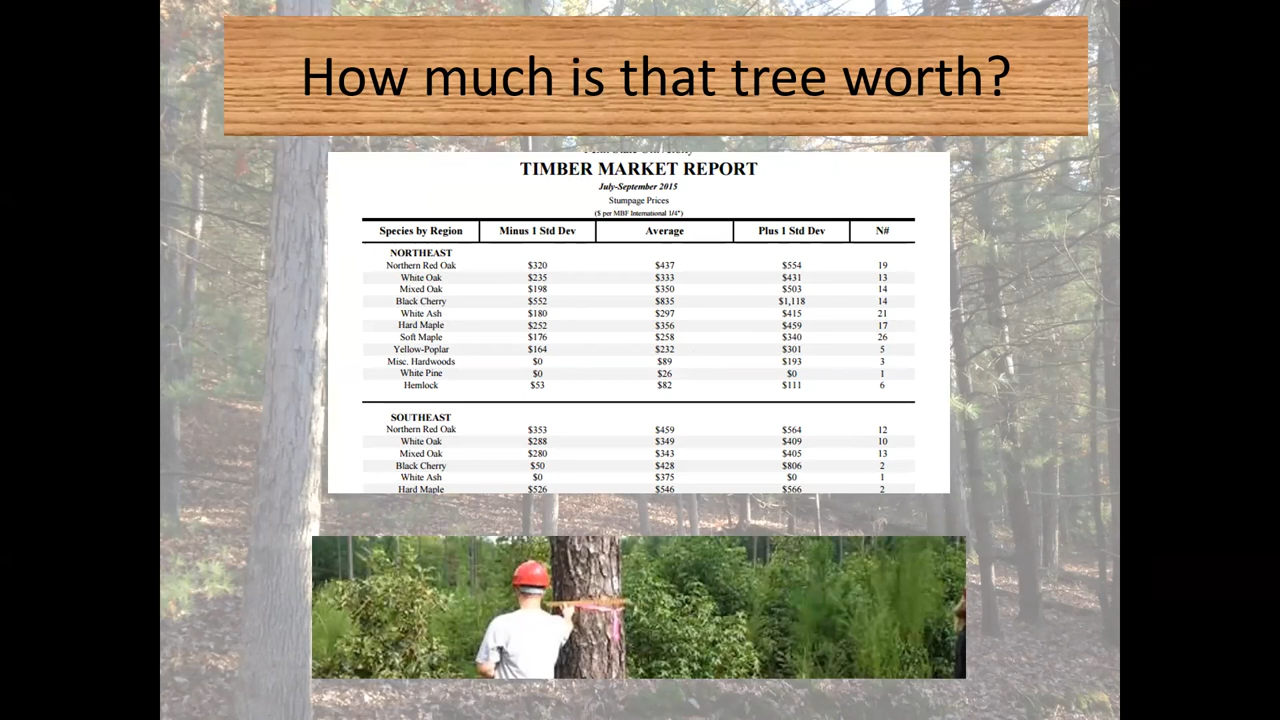 How much is that tree worth?
TIMBER MARKET REPORT
July-September 2015
Stumpage Prices
($ per MBF International 1/4")
Species by Region Minus 1 Std Dev Average Plus 1 Std Dev N#
NORTHEAST
Northern Red Oak $320 $437 $554 19
White Oak $235 $333 $431 13
Mixed Oak $198 $350 $503 14
Black Cherry $552 $835 $1,118 14
White Ash $180 $297 $415 21
Hard Maple $252 $356 $459 17
Soft Maple $176 $258 $340 26
Yellow-Poplar $164 $232 $301 5
Misc. Hardwoods $0 $89 $193 3
White Pine $0 $26 $0 1
Hemlock $53 $82 $111 6
SOUTHEAST
Northern Red Oak $353 $459 $564 12
White Oak $288 $349 $409 10
Mixed Oak $280 $343 $405 13
Black Cherry $50 $428 $806 2
White Ash $0 $375 $0 1
Hard Maple $526 $546 $566 2